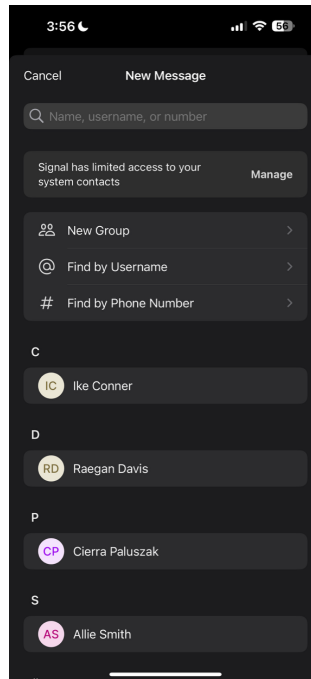 3:56
56
Cancel
New Message
Name, username, or number
Signal has limited access to your
system contacts
Manage
New Group
@ Find by Username
# Find by Phone Number
C
IC Ike Conner
D
RD Raegan Davis
P
CP Cierra Paluszak
S
AS Allie Smith